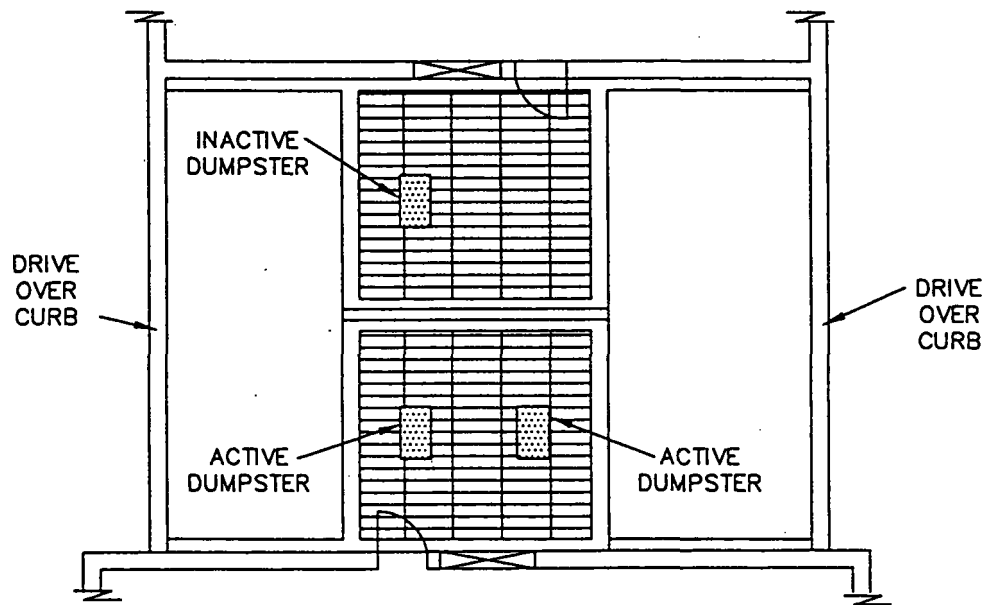 INACTIVE
DUMPSTER
DRIVE
OVER
CURB
DRIVE
OVER
CURB
ACTIVE
DUMPSTER
ACTIVE
DUMPSTER